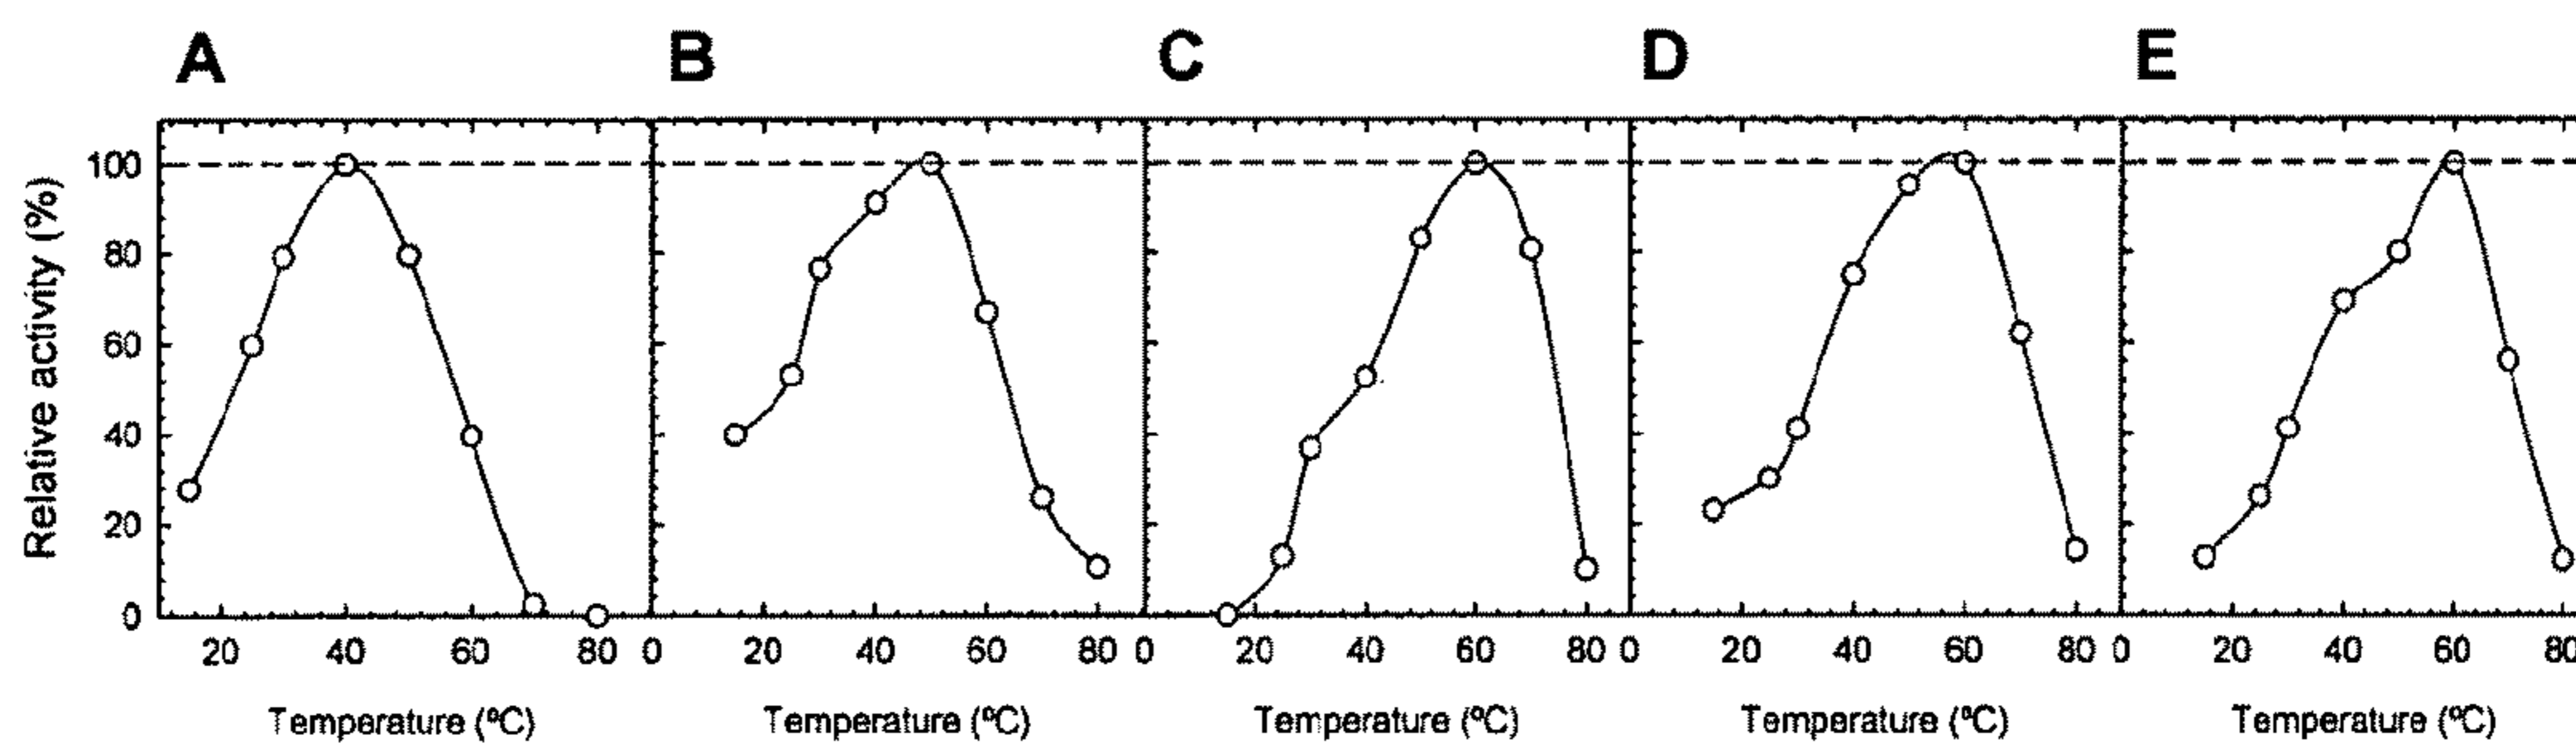 A B C D E
Relative activity (%)
100
80
60
40
20
0
20 40 60 80 0 20 40 60 80 0 20 40 60 80 0 20 40 60 80 0 20 40 60 80
Temperature (ºC) Temperature (ºC) Temperature (ºC) Temperature (ºC) Temperature (ºC)